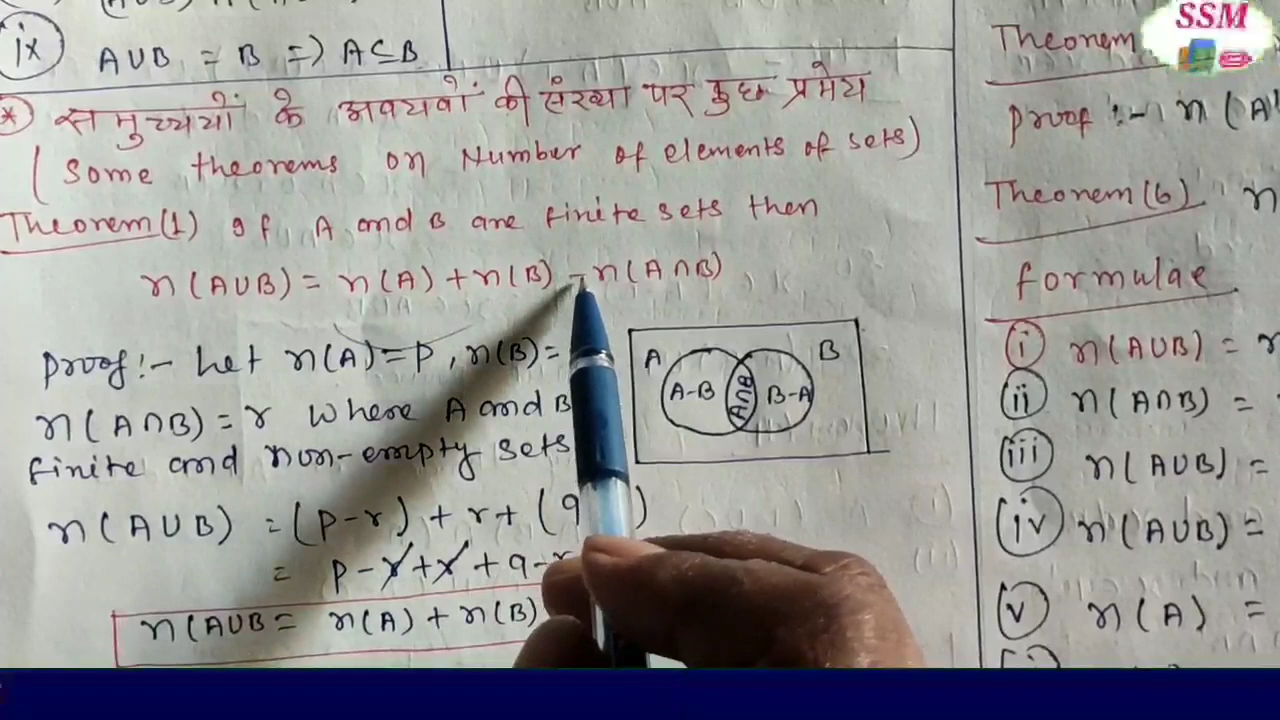 ix A∪B = B => A⊆B
* समुच्चयों के अवयवों की संख्या पर कुछ प्रमेय
(Some theorems on Number of elements of sets)
Theorem(1) If A and B are finite sets then
n(A∪B) = n(A) + n(B) - n(A∩B)
Proof:- Let n(A)=p, n(B)=
n(A∩B)=r where A and B
finite and non-empty sets
n(A∪B) = (p-r) + r + (q )
= p-r+r+q-
n(A∪B = n(A) + n(B)
A B
A-B A∩B B-A
SSM
Theorem
Proof :- n(A
Theorem(6) n
formulae
i n(A∪B) =
ii n(A∩B) =
iii n(A∪B) =
iv n(A∪B) =
v n(A) =